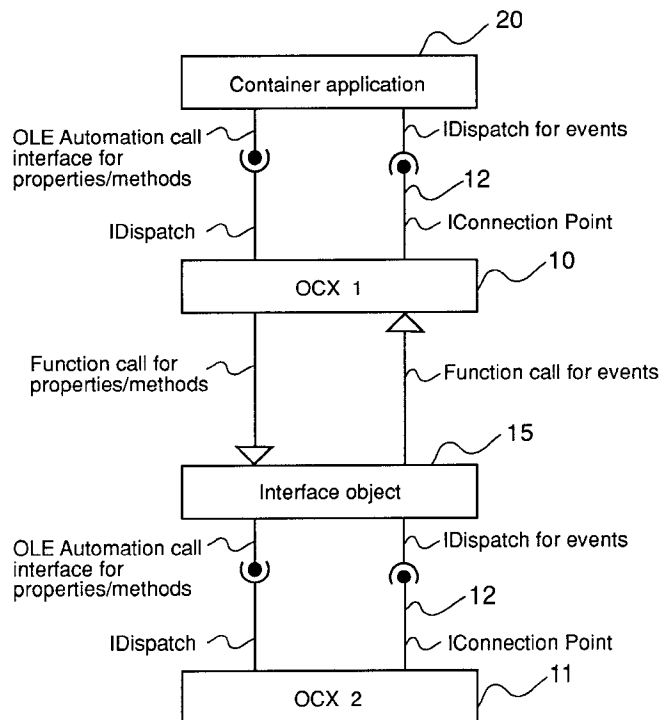 20
Container application
OLE Automation call
interface for
properties/methods
IDispatch for events
12
IDispatch
IConnection Point
10
OCX 1
Function call for
properties/methods
Function call for events
15
Interface object
OLE Automation call
interface for
properties/methods
IDispatch for events
12
IDispatch
IConnection Point
11
OCX 2